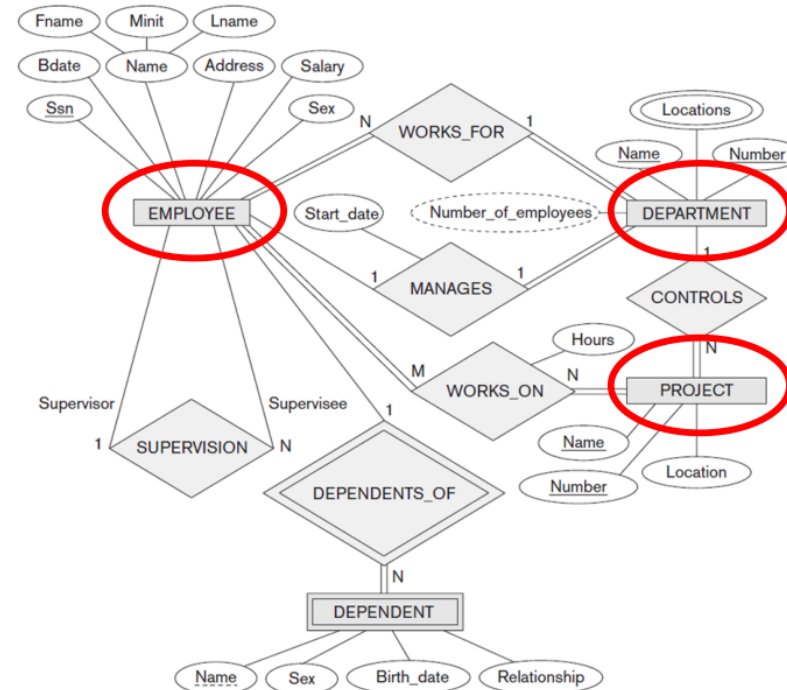 Fname Minit Lname
Bdate Name Address Salary
Ssn Sex
N WORKS_FOR 1
Locations
Name Number
EMPLOYEE Start_date Number_of_employees DEPARTMENT
1 MANAGES 1
1
CONTROLS
N
Hours
M WORKS_ON N PROJECT
Supervisor Supervisee
1 SUPERVISION N
1
Name
Number Location
DEPENDENTS_OF
N
DEPENDENT
Name Sex Birth_date Relationship